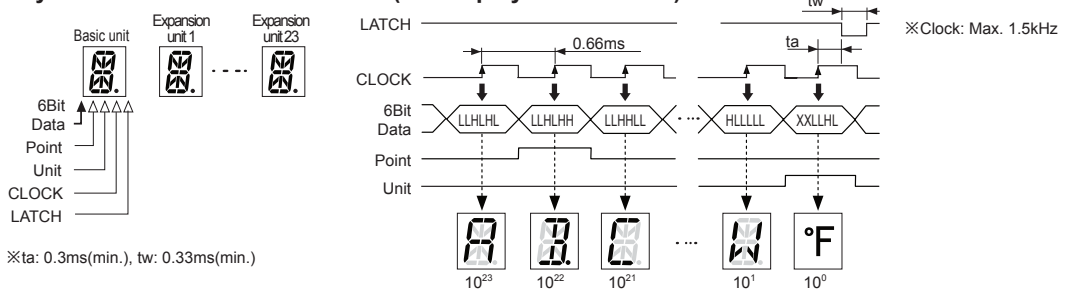 Basic unit
Expansion
unit 1
Expansion
unit 23
6Bit
Data
Point
Unit
CLOCK
LATCH
※ta: 0.3ms(min.), tw: 0.33ms(min.)
LATCH
tw
※Clock: Max. 1.5kHz
0.66ms
ta
CLOCK
6Bit
Data
LLHLHL
LLHLHH
LLHHLL
HLLLLL
XXLLHL
Point
Unit
A
B.
C
W
°F
10²³
10²²
10²¹
10¹
10⁰